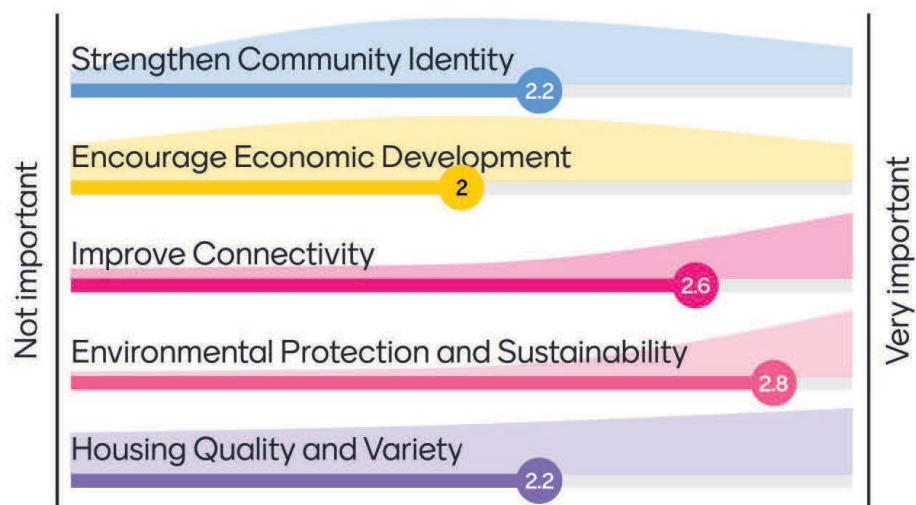 Strengthen Community Identity
2.2
Encourage Economic Development
2
Improve Connectivity
2.6
Environmental Protection and Sustainability
2.8
Housing Quality and Variety
2.2
Not important
Very important